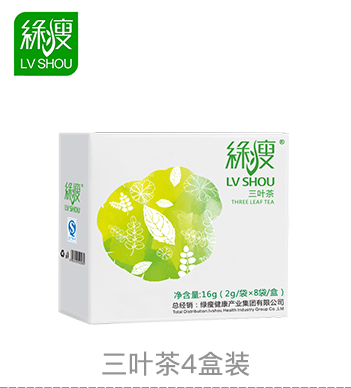 綠瘦
LV SHOU
綠瘦®
LV SHOU
三叶茶
THREE LEAF TEA
净含量:16g（2g/袋×8袋/盒）
总经销：绿瘦健康产业集团有限公司
Total Distribution:lvshou Health Industry Group Co.,Ltd
三叶茶4盒装